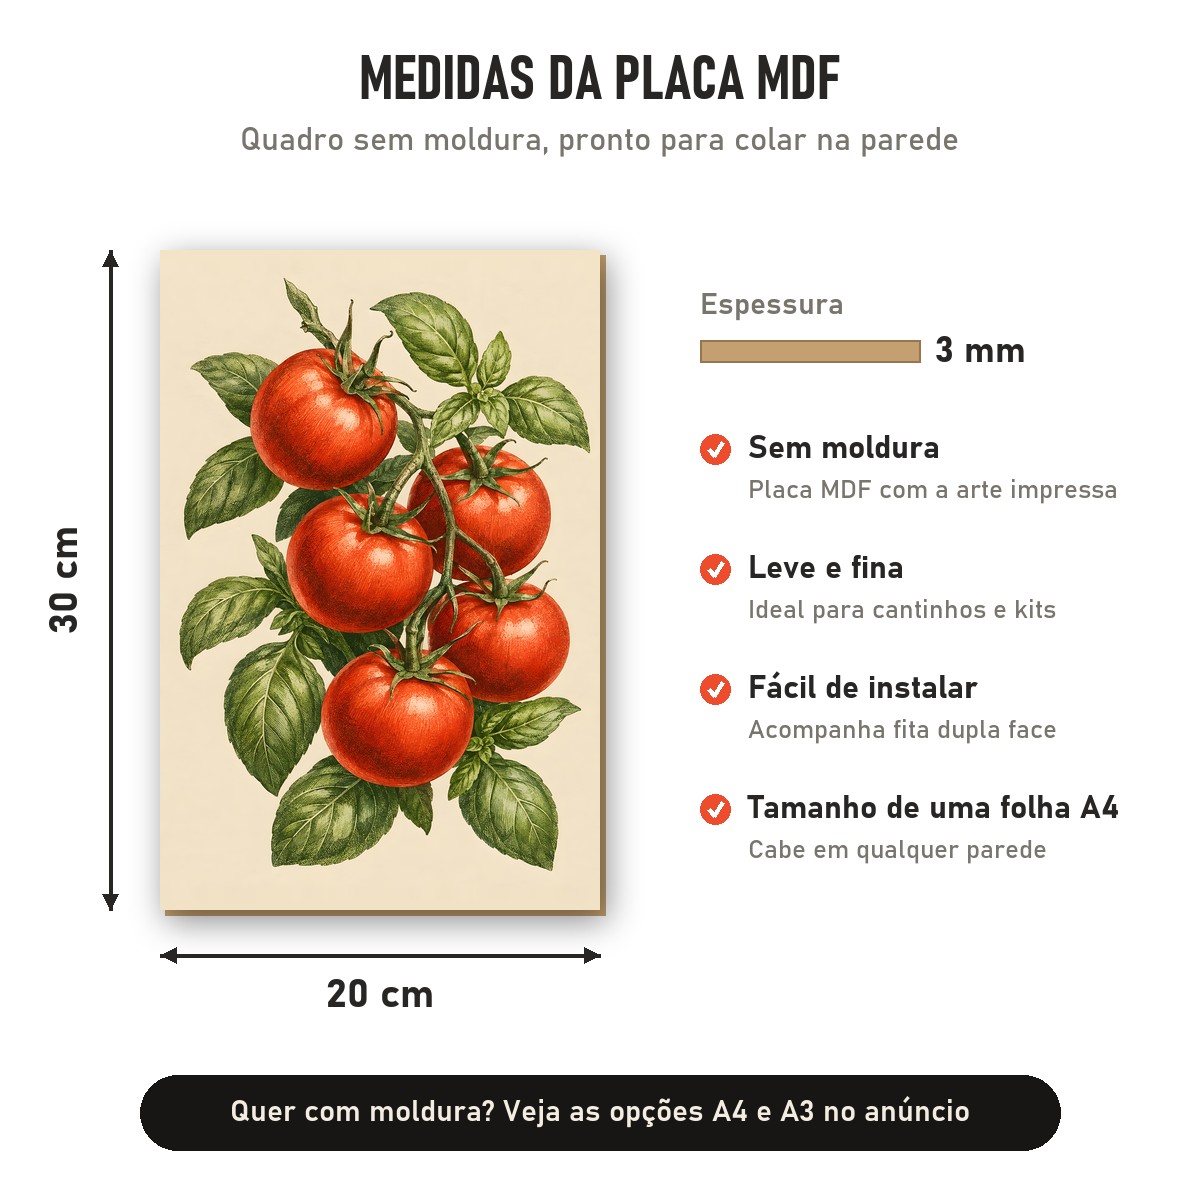 MEDIDAS DA PLACA MDF
Quadro sem moldura, pronto para colar na parede
30 cm
20 cm
Espessura
3 mm
Sem moldura
Placa MDF com a arte impressa
Leve e fina
Ideal para cantinhos e kits
Fácil de instalar
Acompanha fita dupla face
Tamanho de uma folha A4
Cabe em qualquer parede
Quer com moldura? Veja as opções A4 e A3 no anúncio